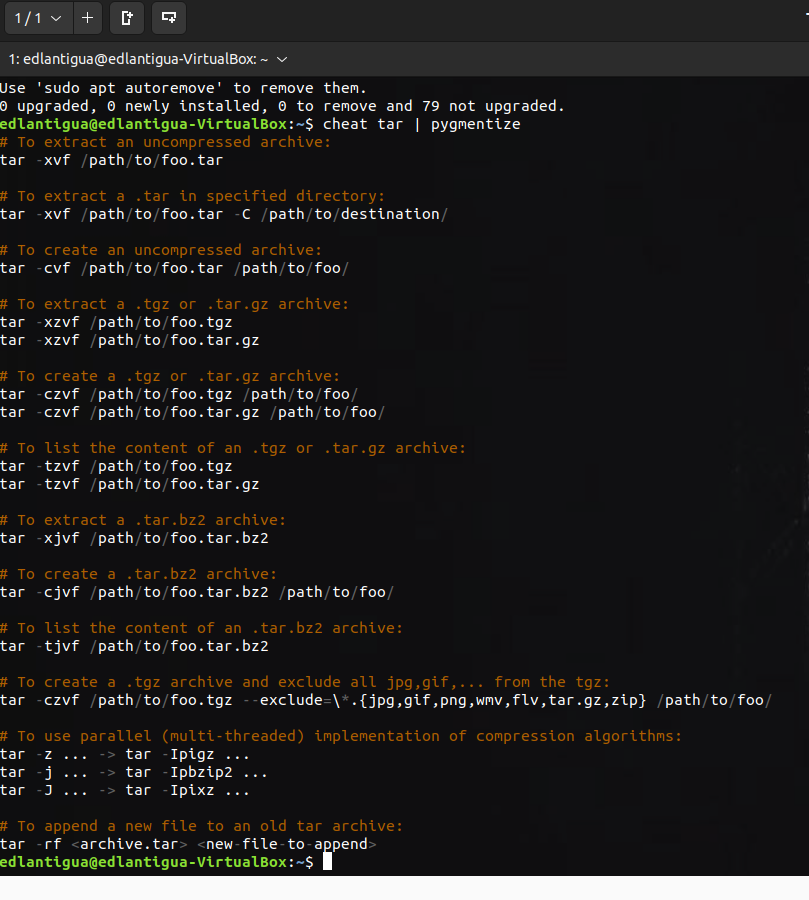 1 / 1
1: edlantigua@edlantigua-VirtualBox: ~
Use 'sudo apt autoremove' to remove them.
0 upgraded, 0 newly installed, 0 to remove and 79 not upgraded.
edlantigua@edlantigua-VirtualBox:~$ cheat tar | pygmentize
# To extract an uncompressed archive:
tar -xvf /path/to/foo.tar

# To extract a .tar in specified directory:
tar -xvf /path/to/foo.tar -C /path/to/destination/

# To create an uncompressed archive:
tar -cvf /path/to/foo.tar /path/to/foo/

# To extract a .tgz or .tar.gz archive:
tar -xzvf /path/to/foo.tgz
tar -xzvf /path/to/foo.tar.gz

# To create a .tgz or .tar.gz archive:
tar -czvf /path/to/foo.tgz /path/to/foo/
tar -czvf /path/to/foo.tar.gz /path/to/foo/

# To list the content of an .tgz or .tar.gz archive:
tar -tzvf /path/to/foo.tgz
tar -tzvf /path/to/foo.tar.gz

# To extract a .tar.bz2 archive:
tar -xjvf /path/to/foo.tar.bz2

# To create a .tar.bz2 archive:
tar -cjvf /path/to/foo.tar.bz2 /path/to/foo/

# To list the content of an .tar.bz2 archive:
tar -tjvf /path/to/foo.tar.bz2

# To create a .tgz archive and exclude all jpg,gif,... from the tgz:
tar -czvf /path/to/foo.tgz --exclude=\*.{jpg,gif,png,wmv,flv,tar.gz,zip} /path/to/foo/

# To use parallel (multi-threaded) implementation of compression algorithms:
tar -z ... -> tar -Ipigz ...
tar -j ... -> tar -Ipbzip2 ...
tar -J ... -> tar -Ipixz ...

# To append a new file to an old tar archive:
tar -rf <archive.tar> <new-file-to-append>
edlantigua@edlantigua-VirtualBox:~$